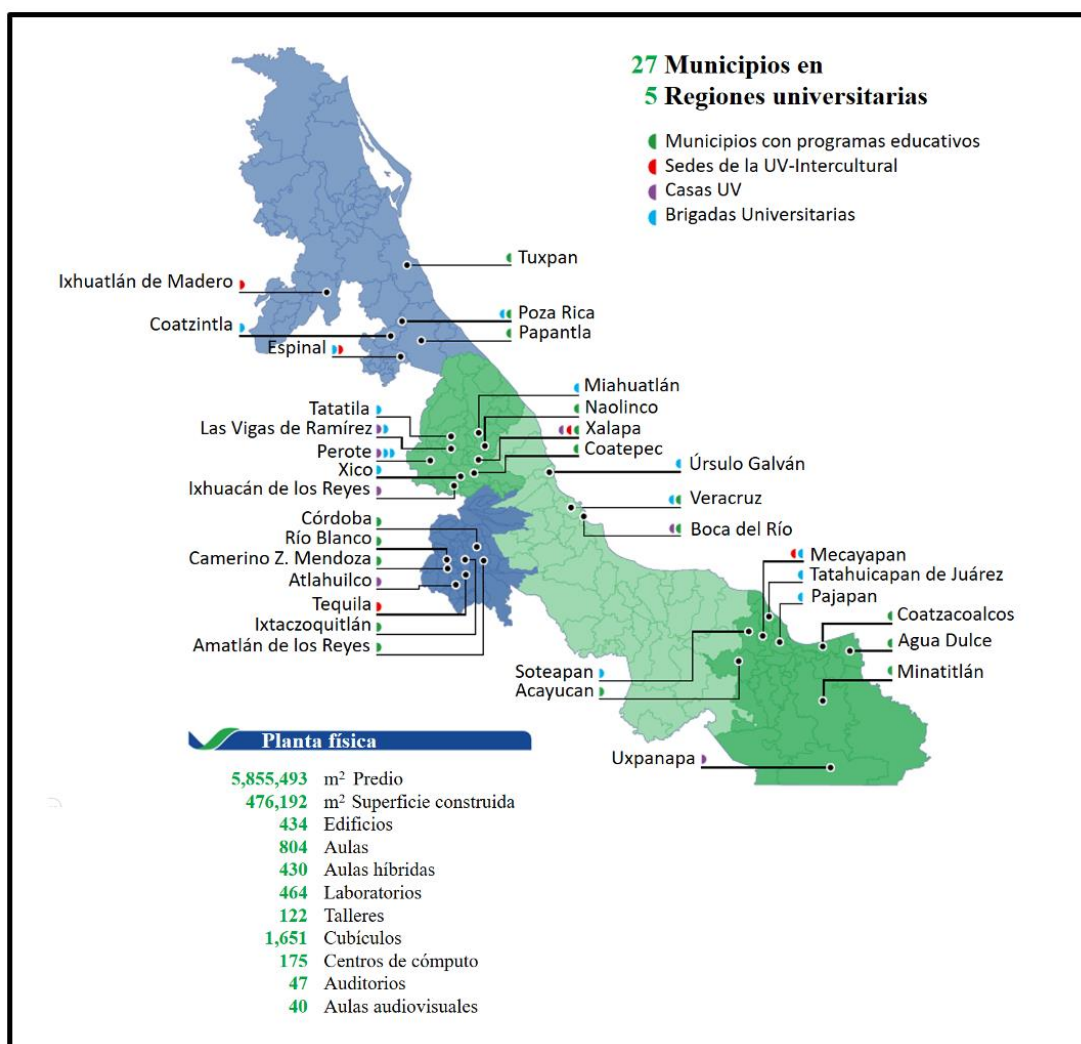 27 Municipios en
5 Regiones universitarias
Municipios con programas educativos
Sedes de la UV-Intercultural
Casas UV
Brigadas Universitarias
Tuxpan
Ixhuatlán de Madero
Poza Rica
Coatzintla
Papantla
Espinal
Miahuatlán
Tatatila
Naolinco
Las Vigas de Ramírez
Xalapa
Perote
Coatepec
Xico
Úrsulo Galván
Ixhuacán de los Reyes
Veracruz
Córdoba
Boca del Río
Río Blanco
Camerino Z. Mendoza
Mecayapan
Atlahuilco
Tatahuicapan de Juárez
Tequila
Pajapan
Ixtaczoquitlán
Coatzacoalcos
Amatlán de los Reyes
Agua Dulce
Soteapan
Minatitlán
Acayucan
Uxpanapa
Planta física
5,855,493 m² Predio
476,192 m² Superficie construida
434 Edificios
804 Aulas
430 Aulas híbridas
464 Laboratorios
122 Talleres
1,651 Cubículos
175 Centros de cómputo
47 Auditorios
40 Aulas audiovisuales